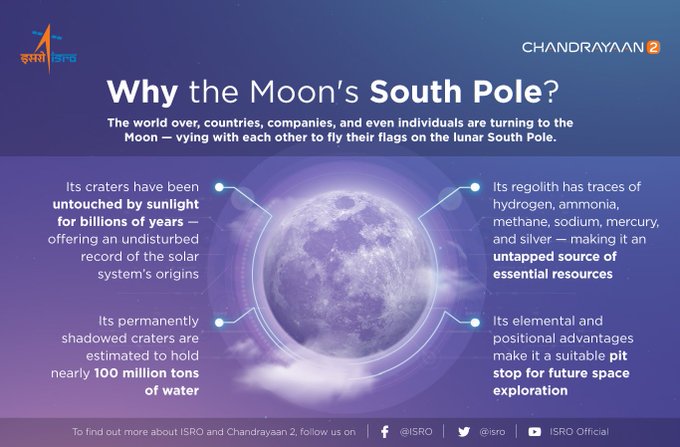 इसरो isro
CHANDRAYAAN 2
Why the Moon's South Pole?
The world over, countries, companies, and even individuals are turning to the
Moon — vying with each other to fly their flags on the lunar South Pole.
Its craters have been
untouched by sunlight
for billions of years —
offering an undisturbed
record of the solar
system's origins
Its regolith has traces of
hydrogen, ammonia,
methane, sodium, mercury,
and silver — making it an
untapped source of
essential resources
Its permanently
shadowed craters are
estimated to hold
nearly 100 million tons
of water
Its elemental and
positional advantages
make it a suitable pit
stop for future space
exploration
To find out more about ISRO and Chandrayaan 2, follow us on @ISRO @isro ISRO Official